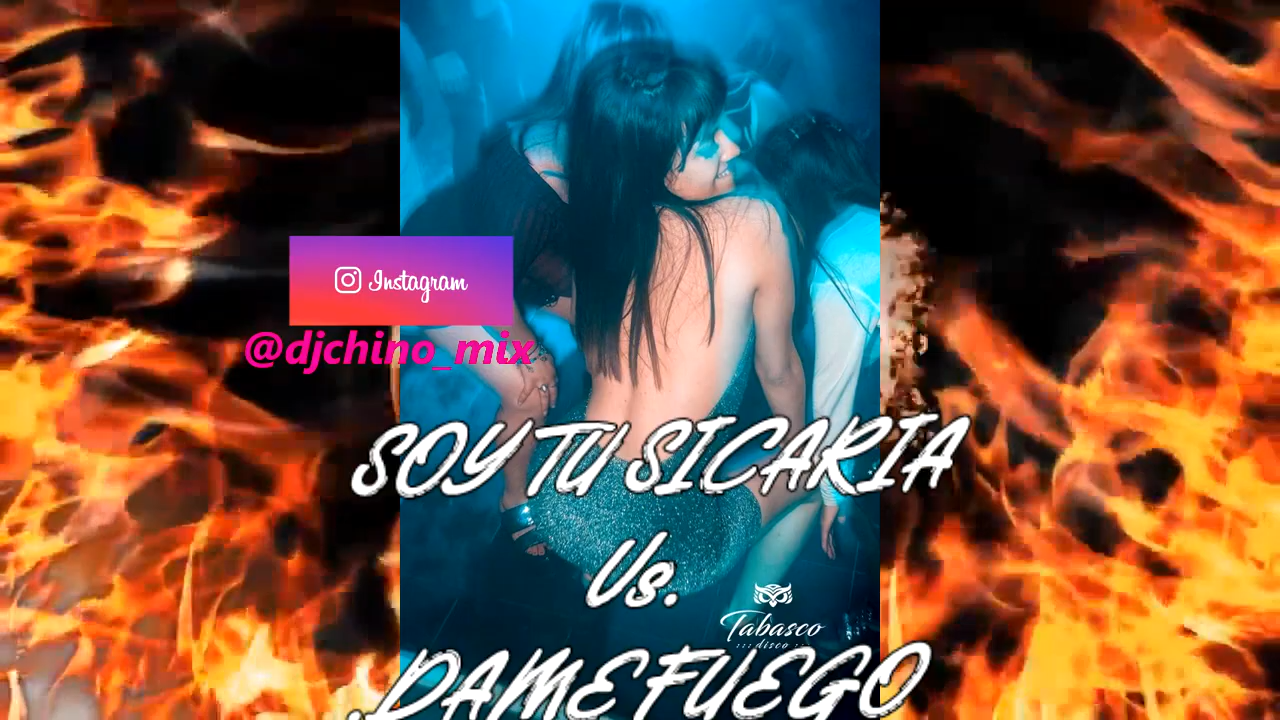 Instagram
@djchino_mix
SOY TU SICARIA
Vs.
Tabasco
::: disco :::
.DAME FUEGO